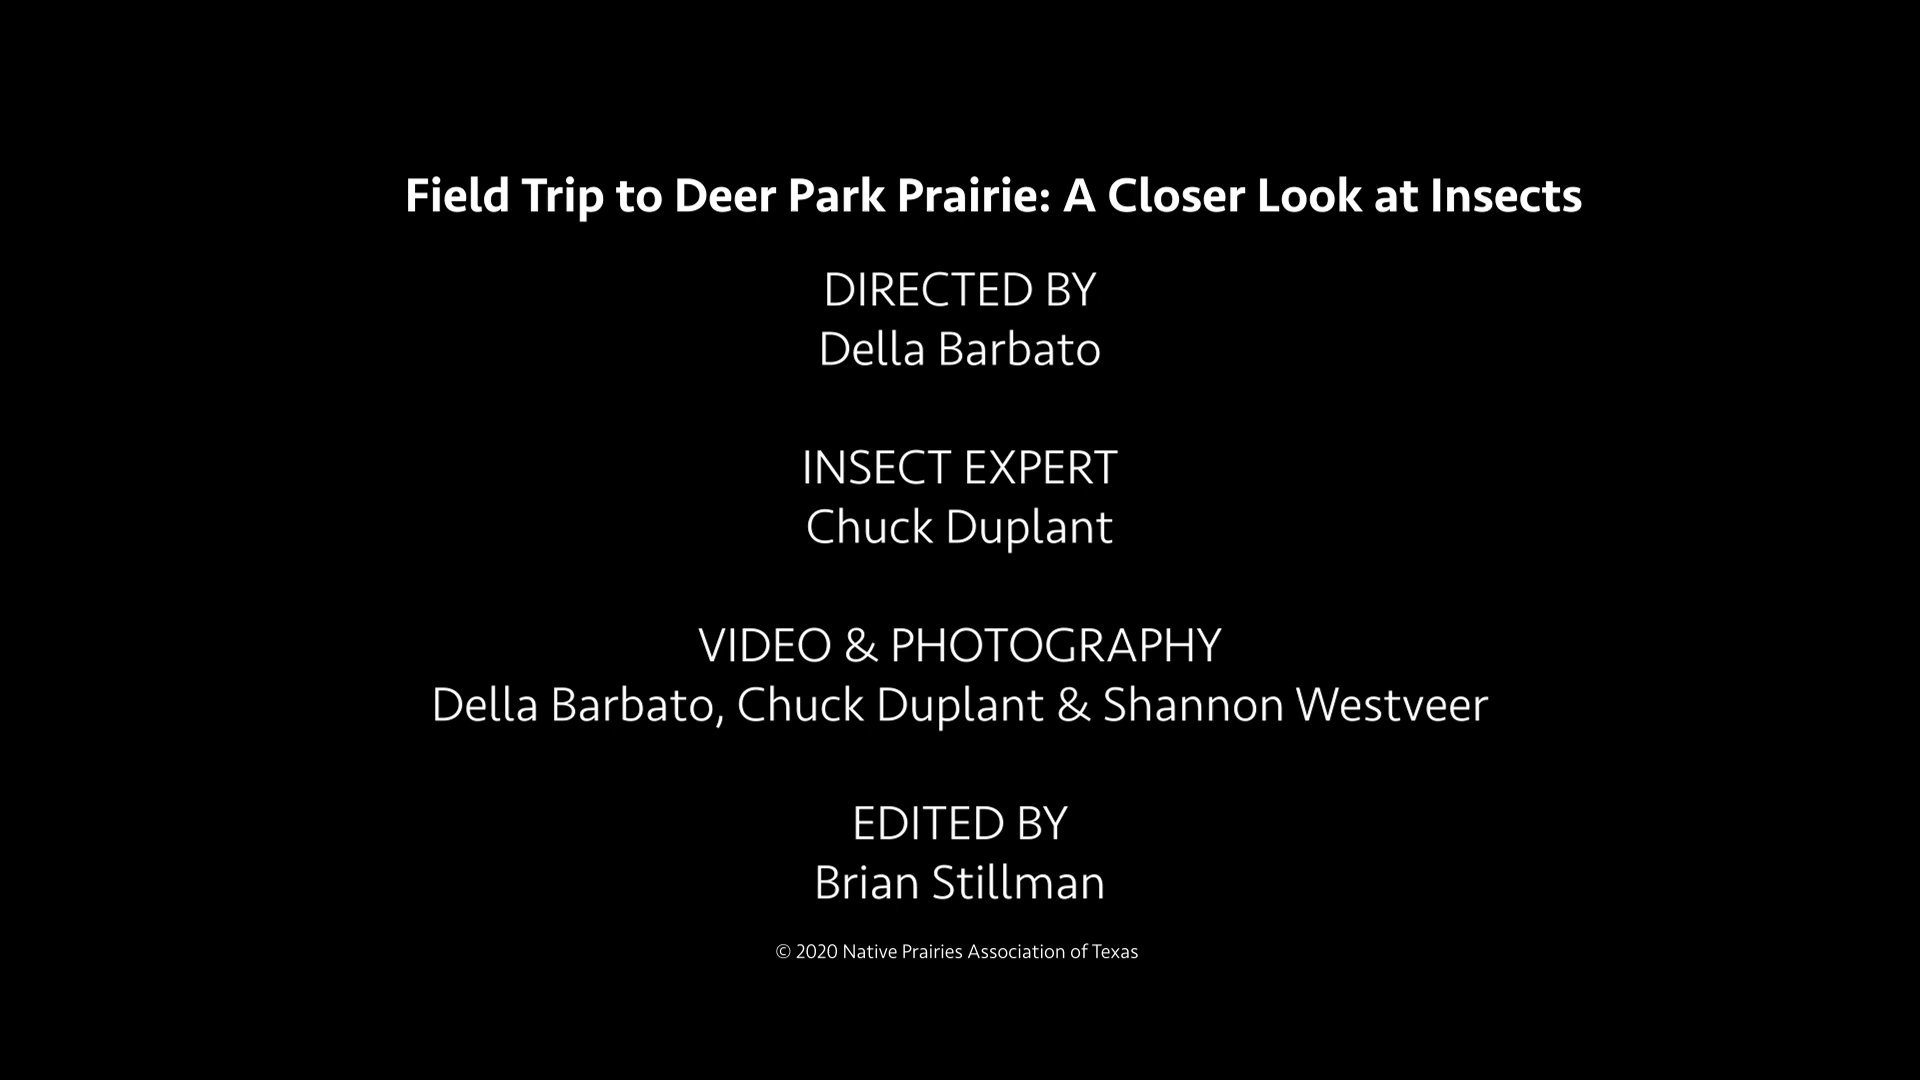 Field Trip to Deer Park Prairie: A Closer Look at Insects
DIRECTED BY
Della Barbato
INSECT EXPERT
Chuck Duplant
VIDEO & PHOTOGRAPHY
Della Barbato, Chuck Duplant & Shannon Westveer
EDITED BY
Brian Stillman
© 2020 Native Prairies Association of Texas